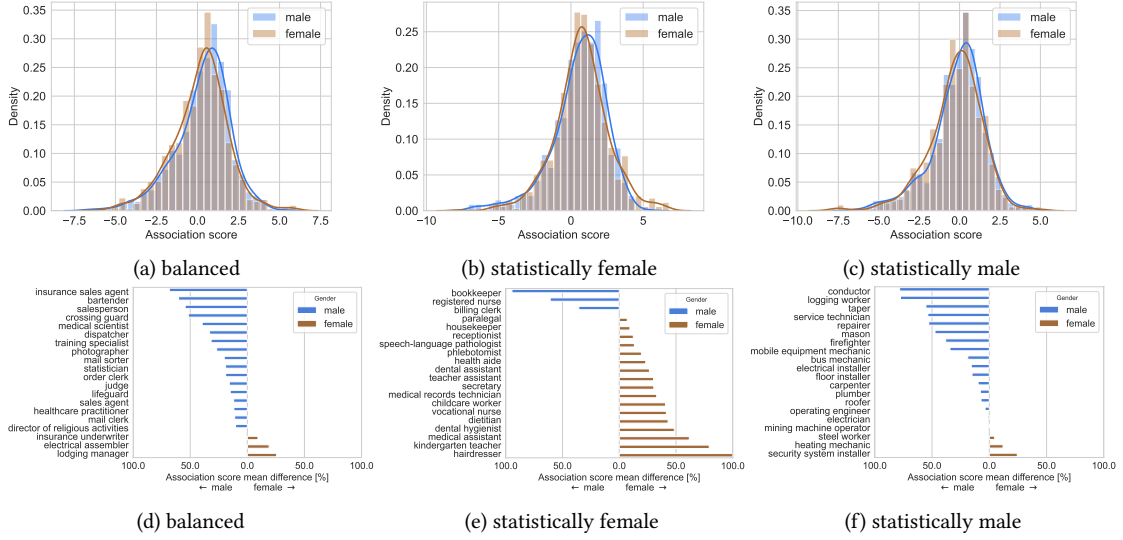 Density
0.35
0.30
0.25
0.20
0.15
0.10
0.05
0.00
−7.5
−5.0
−2.5
0.0
2.5
5.0
7.5
Association score
male
female
(a) balanced
Density
0.25
0.20
0.15
0.10
0.05
0.00
−10
−5
0
5
Association score
male
female
(b) statistically female
Density
0.35
0.30
0.25
0.20
0.15
0.10
0.05
0.00
−10.0
−7.5
−5.0
−2.5
0.0
2.5
5.0
Association score
male
female
(c) statistically male
insurance sales agent
bartender
salesperson
crossing guard
medical scientist
dispatcher
training specialist
photographer
mail sorter
statistician
order clerk
judge
lifeguard
sales agent
healthcare practitioner
mail clerk
director of religious activities
insurance underwriter
electrical assembler
lodging manager
Gender
male
female
100.0
0.0
100.0
Association score mean difference [%]
← male female →
(d) balanced
bookkeeper
registered nurse
billing clerk
paralegal
housekeeper
receptionist
speech-language pathologist
phlebotomist
health aide
dental assistant
teacher assistant
secretary
medical records technician
childcare worker
vocational nurse
dietitian
dental hygienist
medical assistant
kindergarten teacher
hairdresser
Gender
male
female
100.0
0.0
100.0
Association score mean difference [%]
← male female →
(e) statistically female
conductor
logging worker
taper
service technician
repairer
mason
firefighter
mobile equipment mechanic
bus mechanic
electrical installer
floor installer
carpenter
plumber
roofer
operating engineer
electrician
mining machine operator
steel worker
heating mechanic
security system installer
Gender
male
female
100.0
0.0
100.0
Association score mean difference [%]
← male female →
(f) statistically male